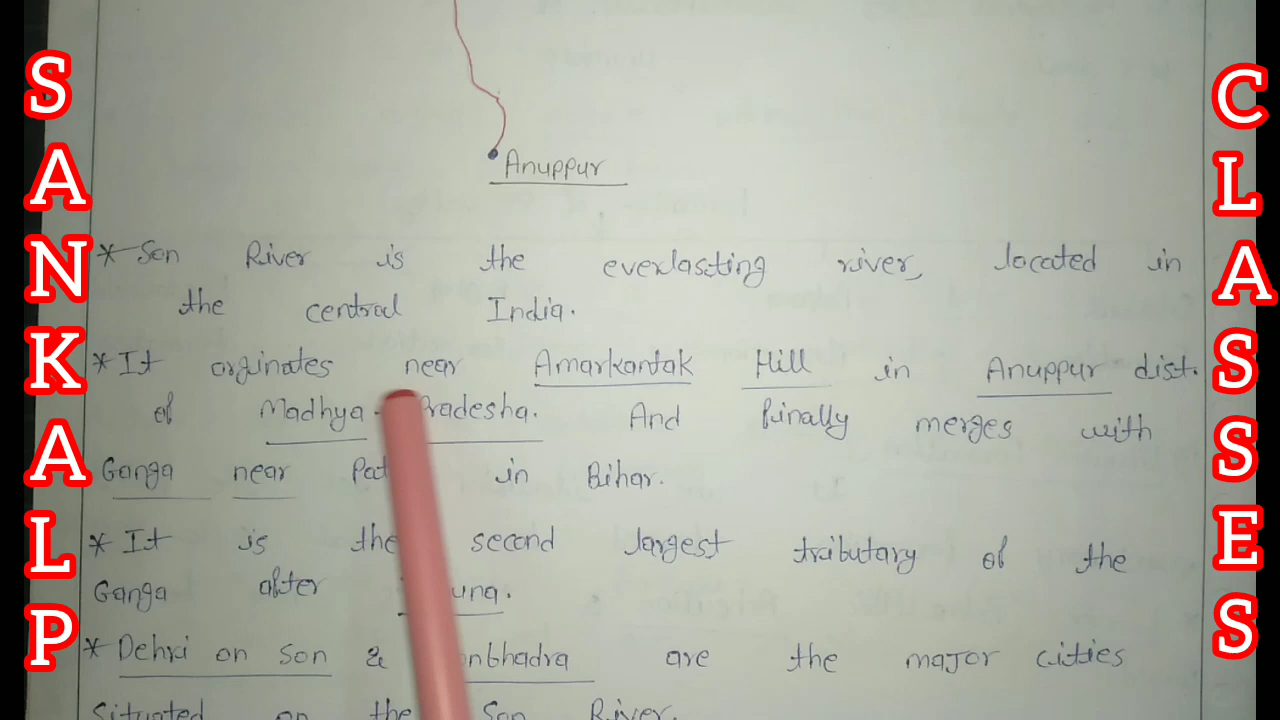 SANKALP
CLASSES
Anuppur
* Son River is the everlasting river, located in
the central India.
* It orginates near Amarkantak Hill in Anuppur dist.
of Madhya Pradesha. And finally merges with
Ganga near in Bihar.
* It is the second largest tributary of the
Ganga after
* Dehri on son & are the major cities
situated on the Son River.